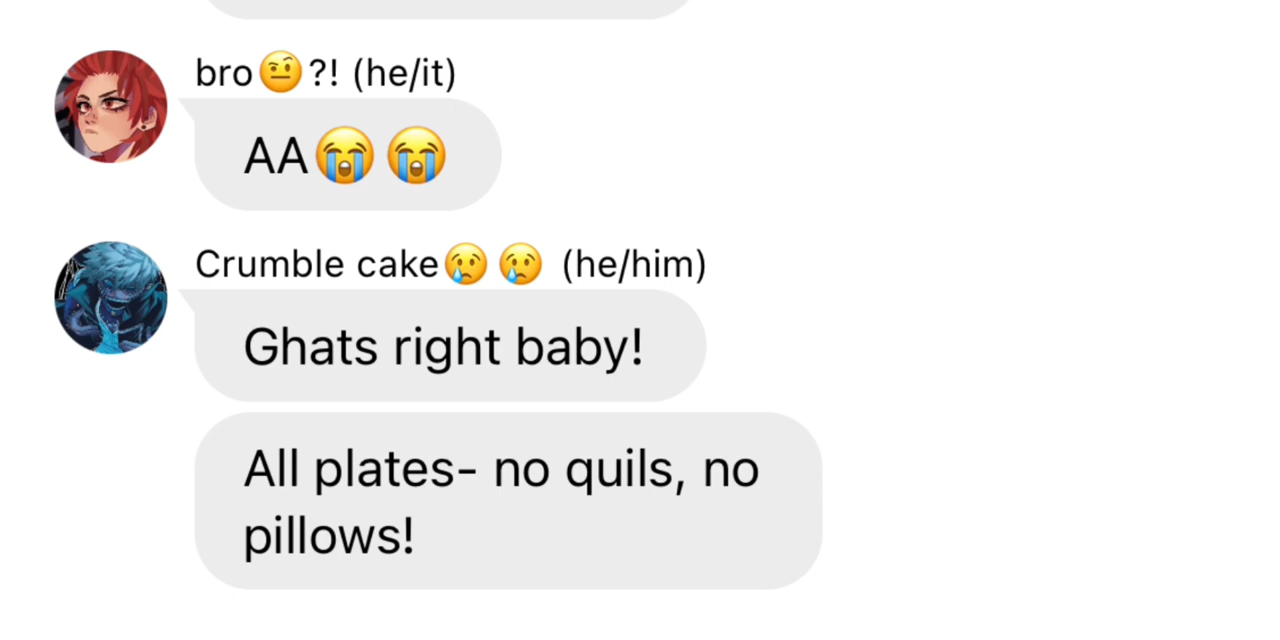 bro🤨?! (he/it)
AA😭😭
Crumble cake😢😢 (he/him)
Ghats right baby!
All plates- no quils, no
pillows!